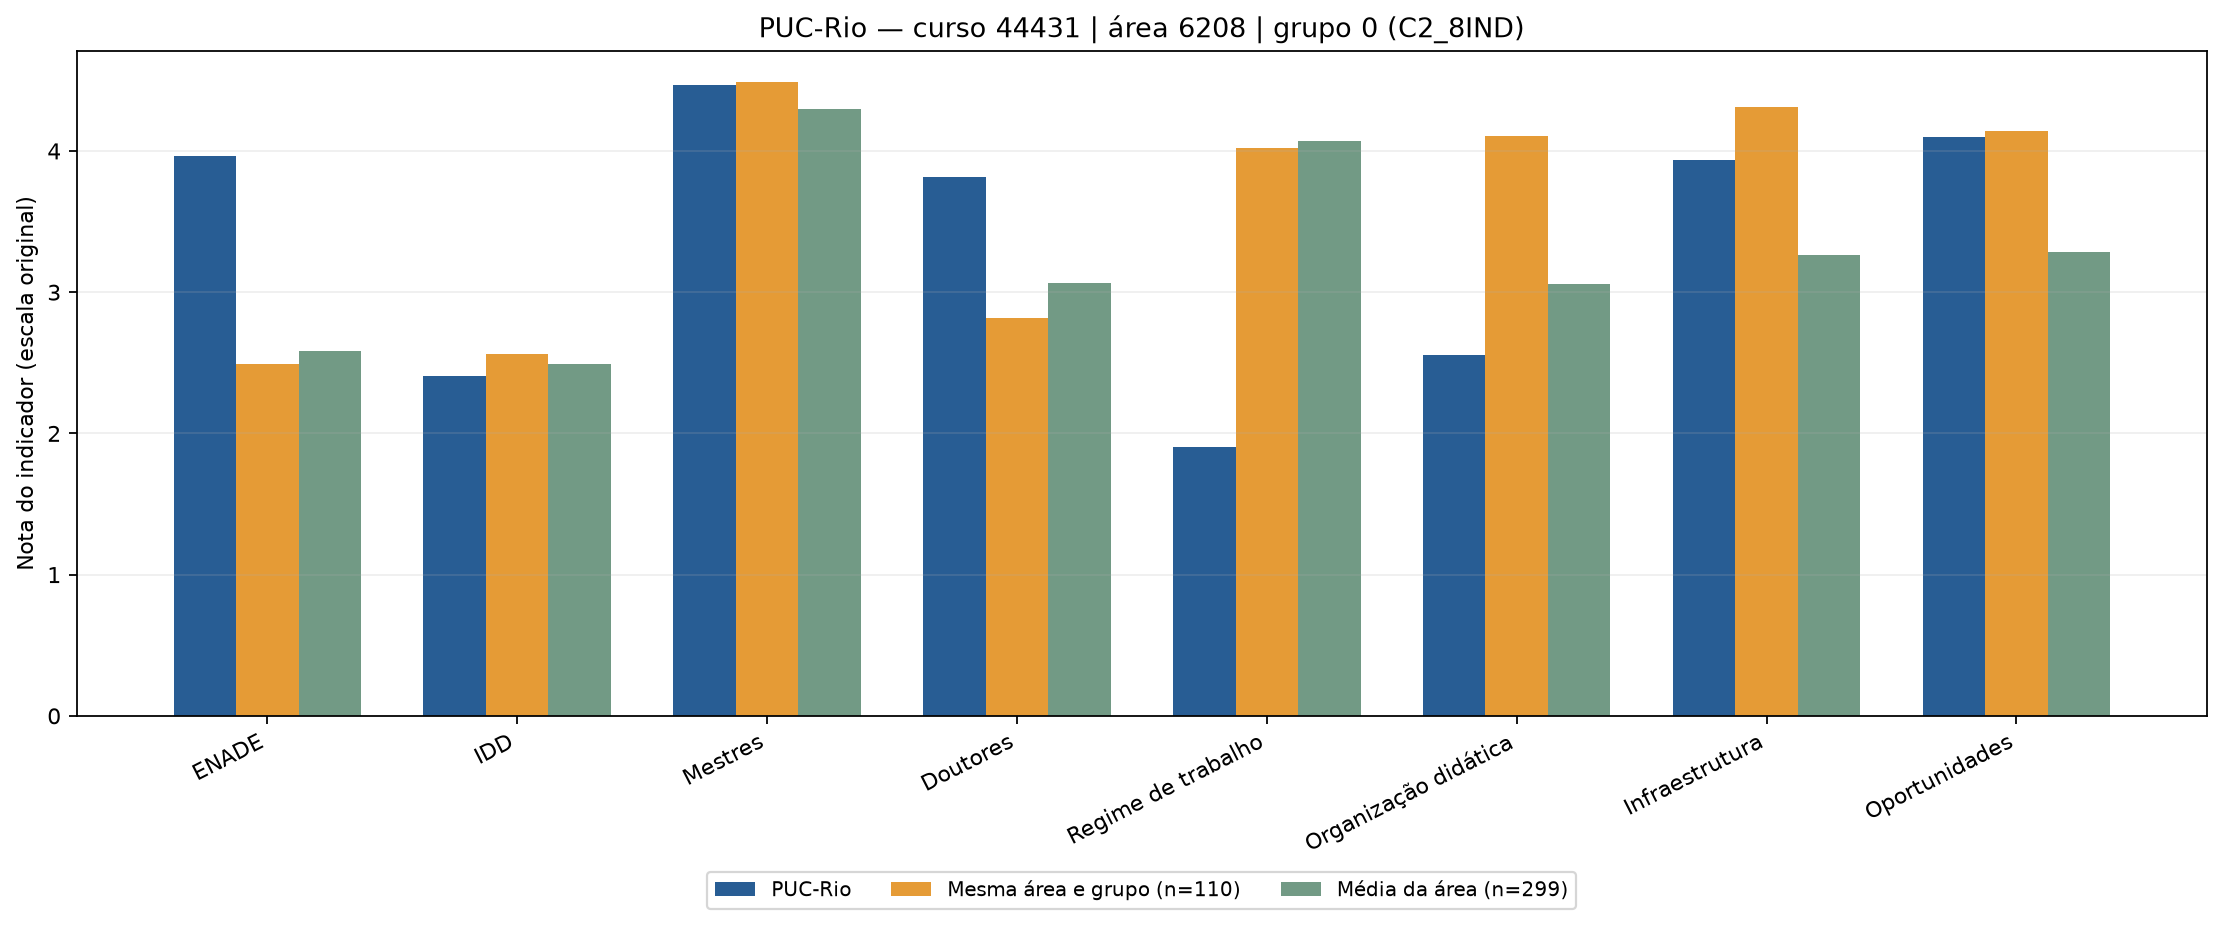 PUC-Rio — curso 44431 | área 6208 | grupo 0 (C2_8IND)
Nota do indicador (escala original)
4
3
2
1
0
ENADE
IDD
Mestres
Doutores
Regime de trabalho
Organização didática
Infraestrutura
Oportunidades
PUC-Rio
Mesma área e grupo (n=110)
Média da área (n=299)